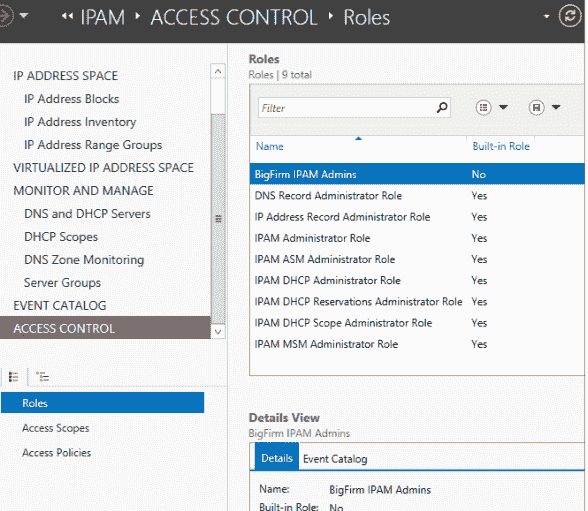 IPAM ACCESS CONTROL Roles
IP ADDRESS SPACE
IP Address Blocks
IP Address Inventory
IP Address Range Groups
VIRTUALIZED IP ADDRESS SPACE
MONITOR AND MANAGE
DNS and DHCP Servers
DHCP Scopes
DNS Zone Monitoring
Server Groups
EVENT CATALOG
ACCESS CONTROL
Roles
Access Scopes
Access Policies
Roles
Roles | 9 total
Filter
Name Built-in Role
BigFirm IPAM Admins No
DNS Record Administrator Role Yes
IP Address Record Administrator Role Yes
IPAM Administrator Role Yes
IPAM ASM Administrator Role Yes
IPAM DHCP Administrator Role Yes
IPAM DHCP Reservations Administrator Role Yes
IPAM DHCP Scope Administrator Role Yes
IPAM MSM Administrator Role Yes
Details View
BigFirm IPAM Admins
Details Event Catalog
Name: BigFirm IPAM Admins
Built-in Role: No